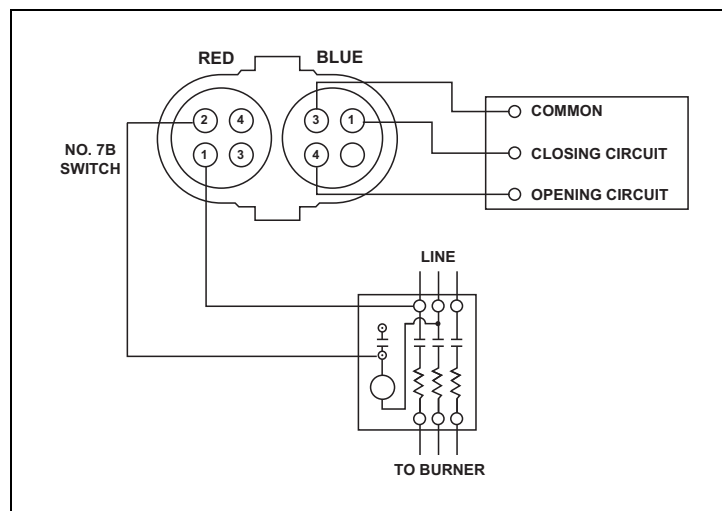 RED BLUE
2 4 3 1
COMMON
NO. 7B
SWITCH
1 3 4
CLOSING CIRCUIT
OPENING CIRCUIT
LINE
TO BURNER